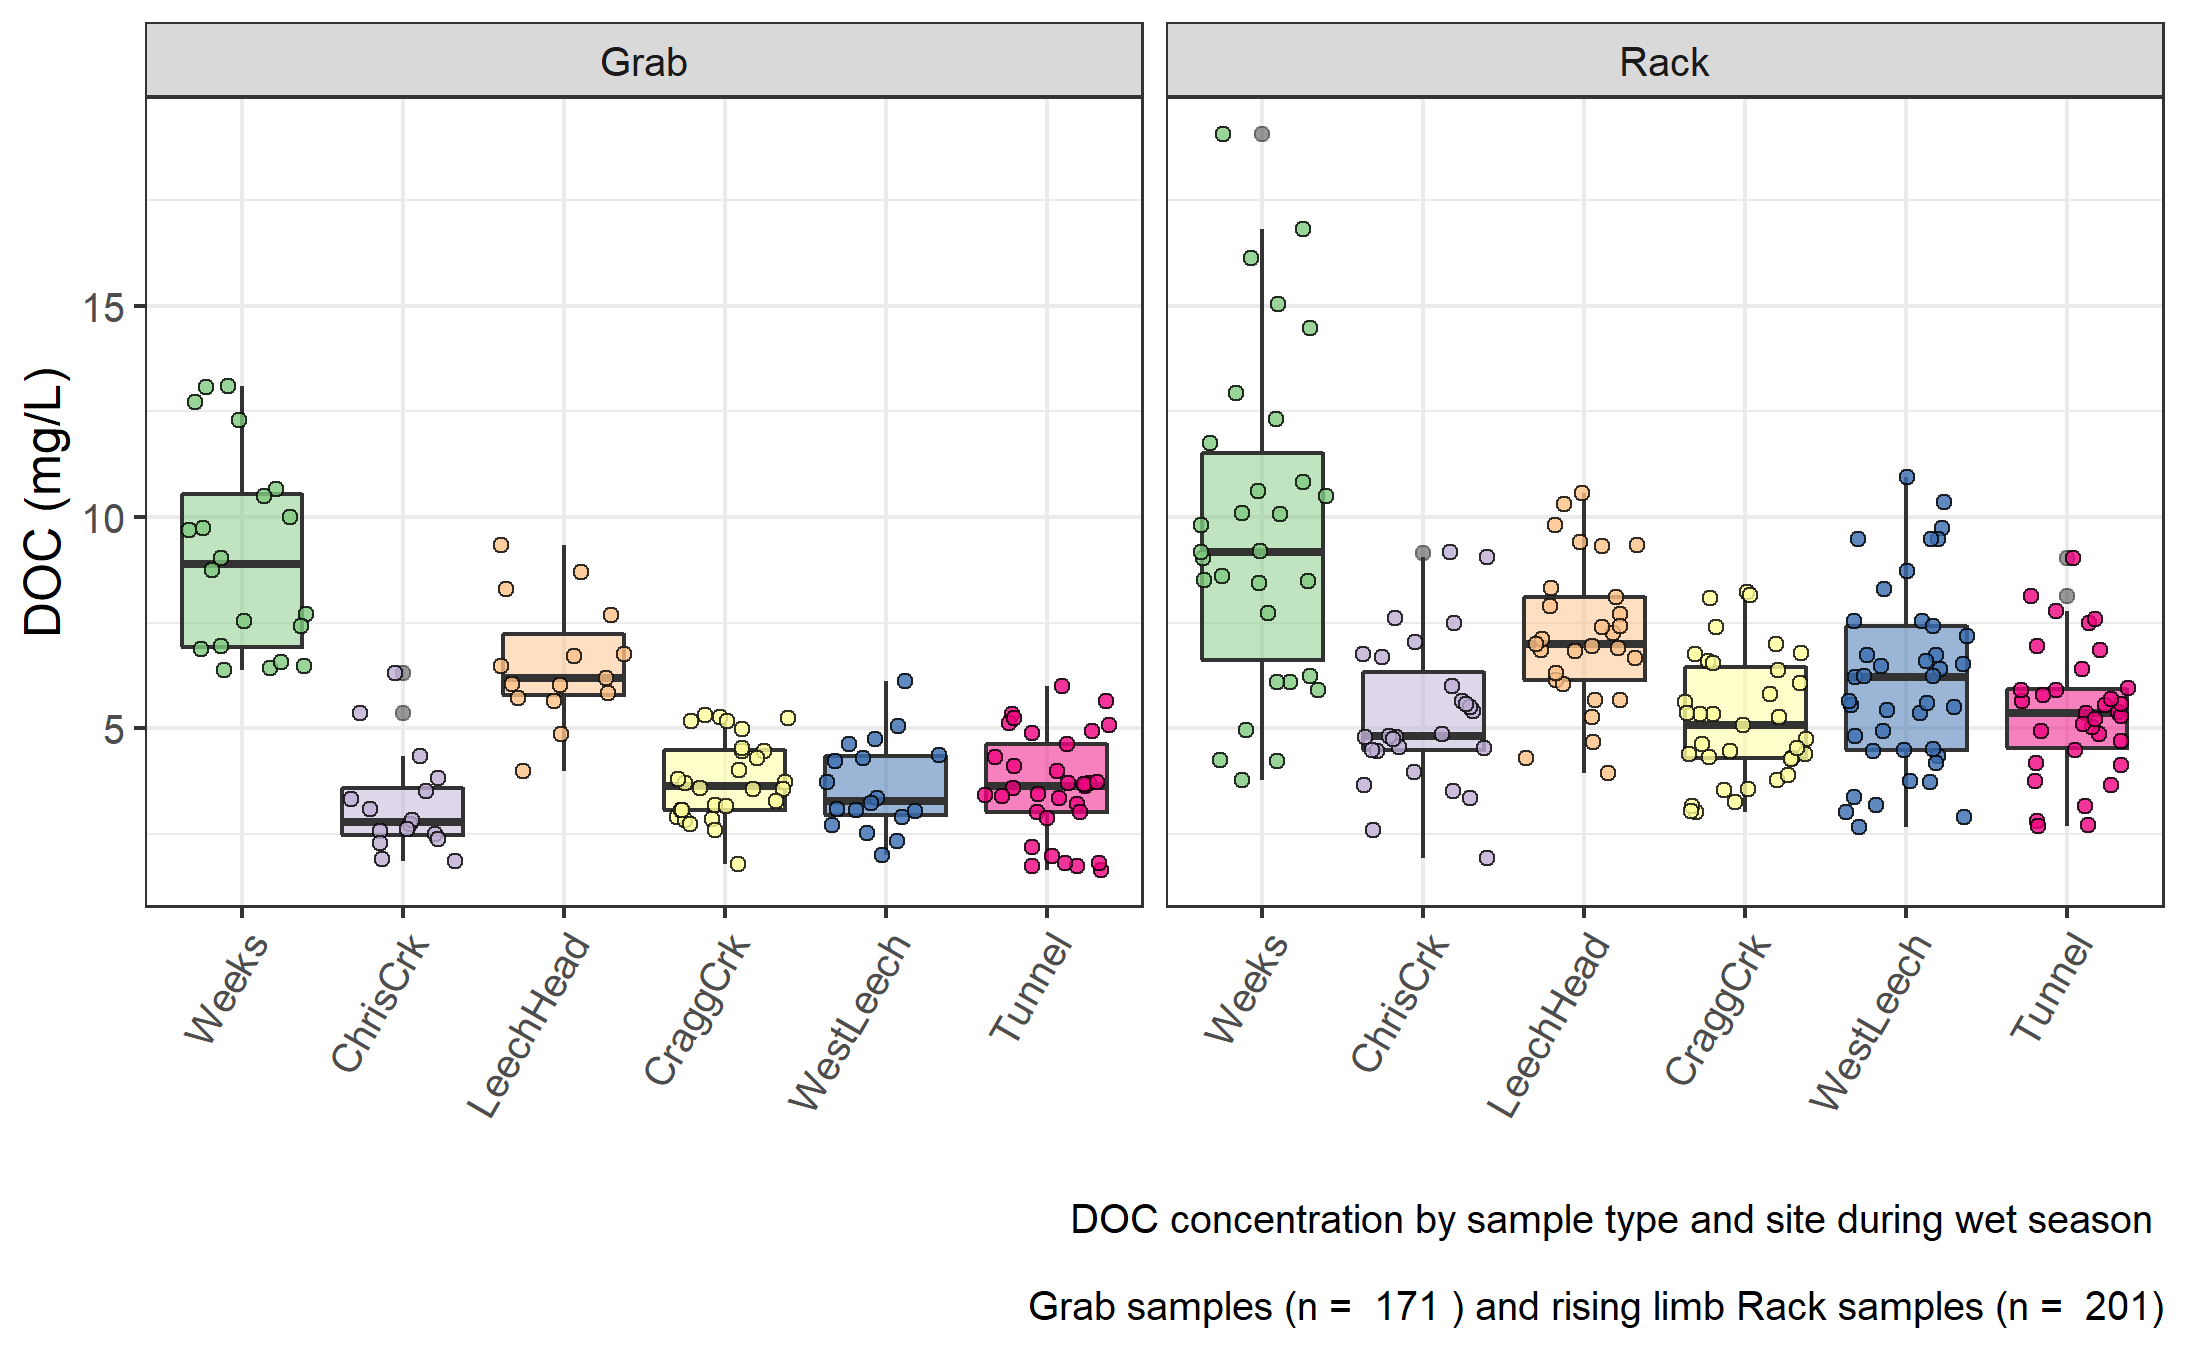 Grab
Rack
DOC (mg/L)
15
10
5
Weeks
ChrisCrk
LeechHead
CraggCrk
WestLeech
Tunnel
Weeks
ChrisCrk
LeechHead
CraggCrk
WestLeech
Tunnel
DOC concentration by sample type and site during wet season
Grab samples (n =  171 ) and rising limb Rack samples (n =  201)